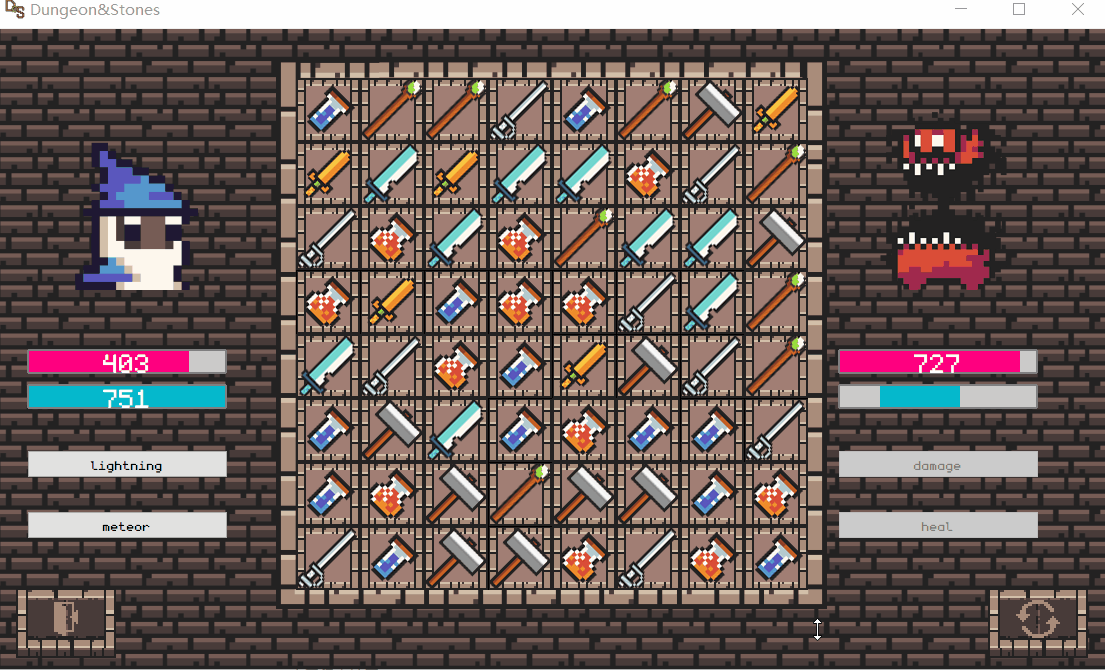 Dungeon&Stones
403
727
751
lightning
damage
meteor
heal